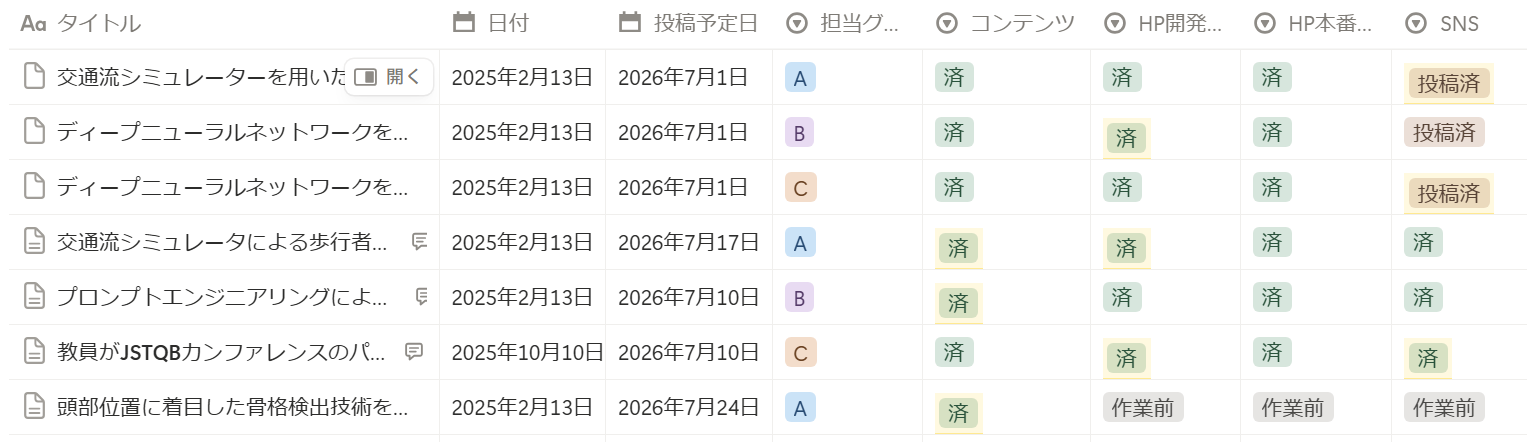 Aa タイトル 日付 投稿予定日 担当グ... コンテンツ HP開発... HP本番... SNS
交通流シミュレーターを用いた 開く 2025年2月13日 2026年7月1日 A 済 済 済 投稿済
ディープニューラルネットワークを... 2025年2月13日 2026年7月1日 B 済 済 済 投稿済
ディープニューラルネットワークを... 2025年2月13日 2026年7月1日 C 済 済 済 投稿済
交通流シミュレータによる歩行者... 2025年2月13日 2026年7月17日 A 済 済 済 済
プロンプトエンジニアリングによ... 2025年2月13日 2026年7月10日 B 済 済 済 済
教員がJSTQBカンファレンスのパ... 2025年10月10日 2026年7月10日 C 済 済 済 済
頭部位置に着目した骨格検出技術を... 2025年2月13日 2026年7月24日 A 済 作業前 作業前 作業前